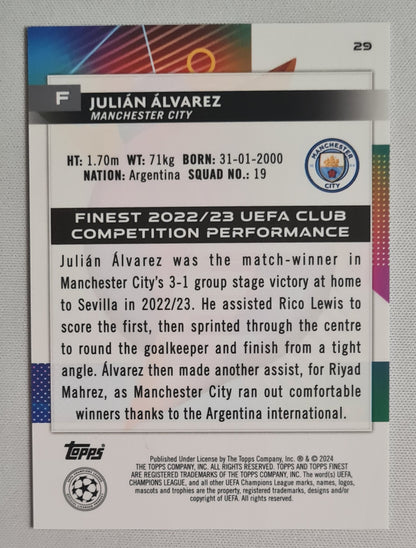 29
F JULIÁN ÁLVAREZ
MANCHESTER CITY
HT: 1.70m WT: 71kg BORN: 31-01-2000
NATION: Argentina SQUAD NO.: 19
MANCHESTER
CITY
FINEST 2022/23 UEFA CLUB
COMPETITION PERFORMANCE
Julián Álvarez was the match-winner in
Manchester City's 3-1 group stage victory at home
to Sevilla in 2022/23. He assisted Rico Lewis to
score the first, then sprinted through the centre
to round the goalkeeper and finish from a tight
angle. Álvarez then made another assist, for Riyad
Mahrez, as Manchester City ran out comfortable
winners thanks to the Argentina international.
Topps
Published Under License by The Topps Company, Inc. ® & © 2024
THE TOPPS COMPANY, INC. ALL RIGHTS RESERVED. TOPPS AND TOPPS FINEST
ARE REGISTERED TRADEMARKS OF THE TOPPS COMPANY, INC. The word(s) UEFA,
CHAMPIONS LEAGUE, and all other UEFA Champions League marks, names, logos,
mascots and trophies are the property, registered trademarks, designs and/or
copyright of UEFA. All rights reserved.